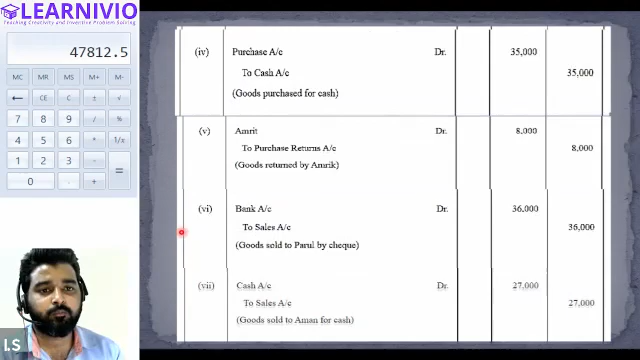 LEARNIVIO
Teaching Creativity and Inventive Problem Solving
47812.5
MC MR MS M+ M-
← CE C ± √
7 8 9 / %
4 5 6 * 1/x
1 2 3 - =
0 . +
(iv) Purchase A/c Dr. 35,000
To Cash A/c 35,000
(Goods purchased for cash)
(v) Amrit Dr. 8,000
To Purchase Returns A/c 8,000
(Goods returned by Amrik)
(vi) Bank A/c Dr. 36,000
To Sales A/c 36,000
(Goods sold to Parul by cheque)
(vii) Cash A/c Dr. 27,000
To Sales A/c 27,000
(Goods sold to Aman for cash)
I.S